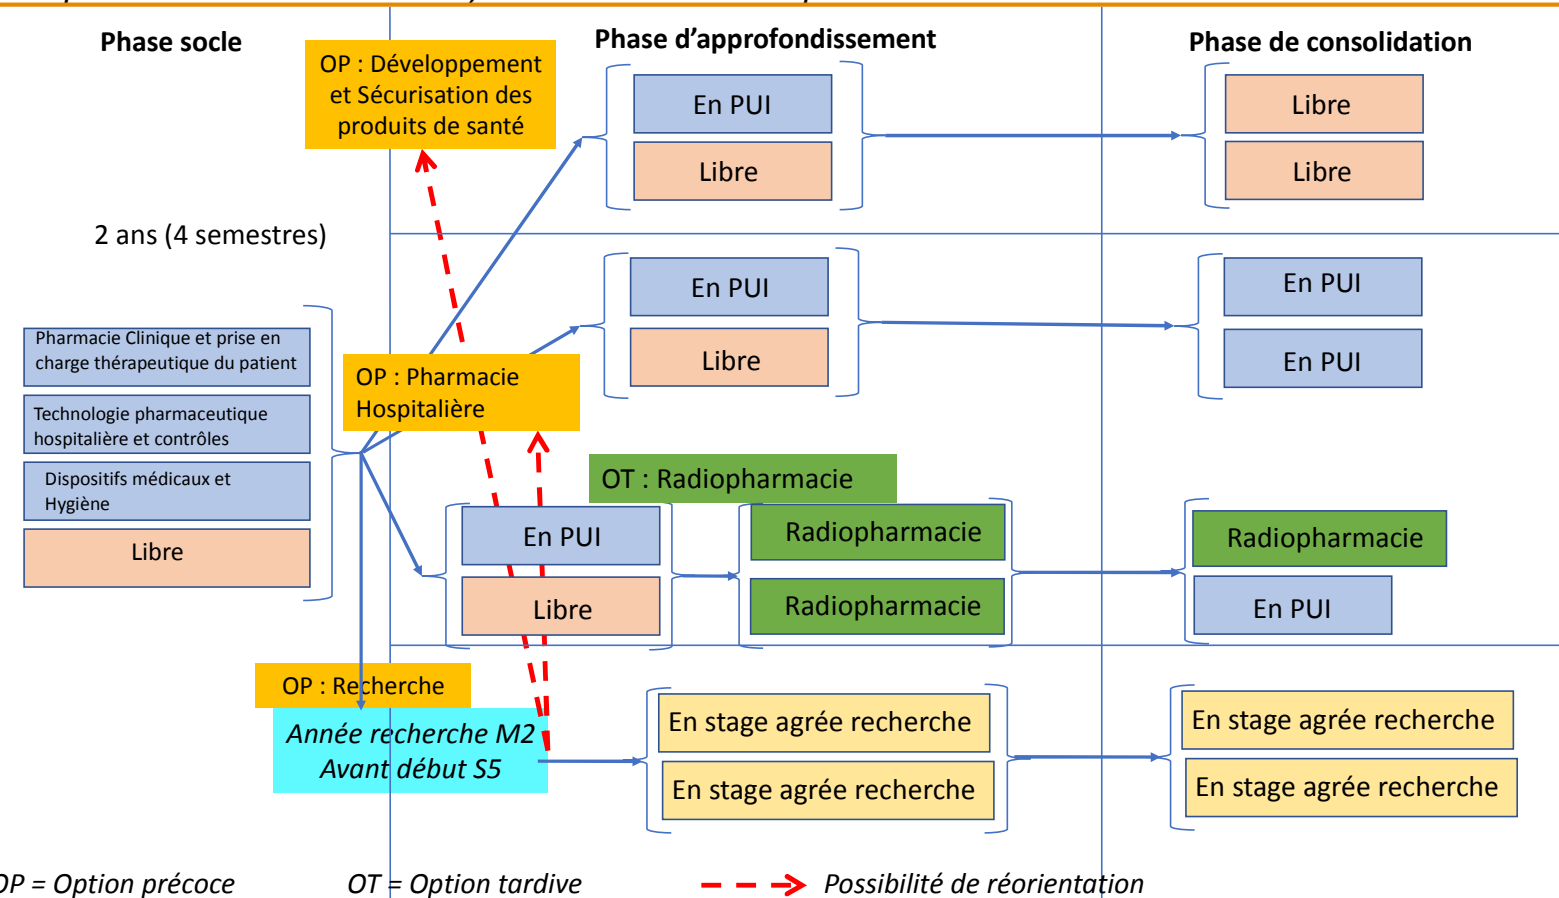 Phase socle
Phase d'approfondissement
Phase de consolidation
OP : Développement
et Sécurisation des
produits de santé
En PUI
Libre
Libre
Libre
2 ans (4 semestres)
En PUI
Libre
En PUI
En PUI
Pharmacie Clinique et prise en
charge thérapeutique du patient
Technologie pharmaceutique
hospitalière et contrôles
Dispositifs médicaux et
Hygiène
Libre
OP : Pharmacie
Hospitalière
OT : Radiopharmacie
En PUI
Libre
Radiopharmacie
Radiopharmacie
Radiopharmacie
En PUI
OP : Recherche
Année recherche M2
Avant début S5
En stage agrée recherche
En stage agrée recherche
En stage agrée recherche
En stage agrée recherche
OP = Option précoce
OT = Option tardive
Possibilité de réorientation